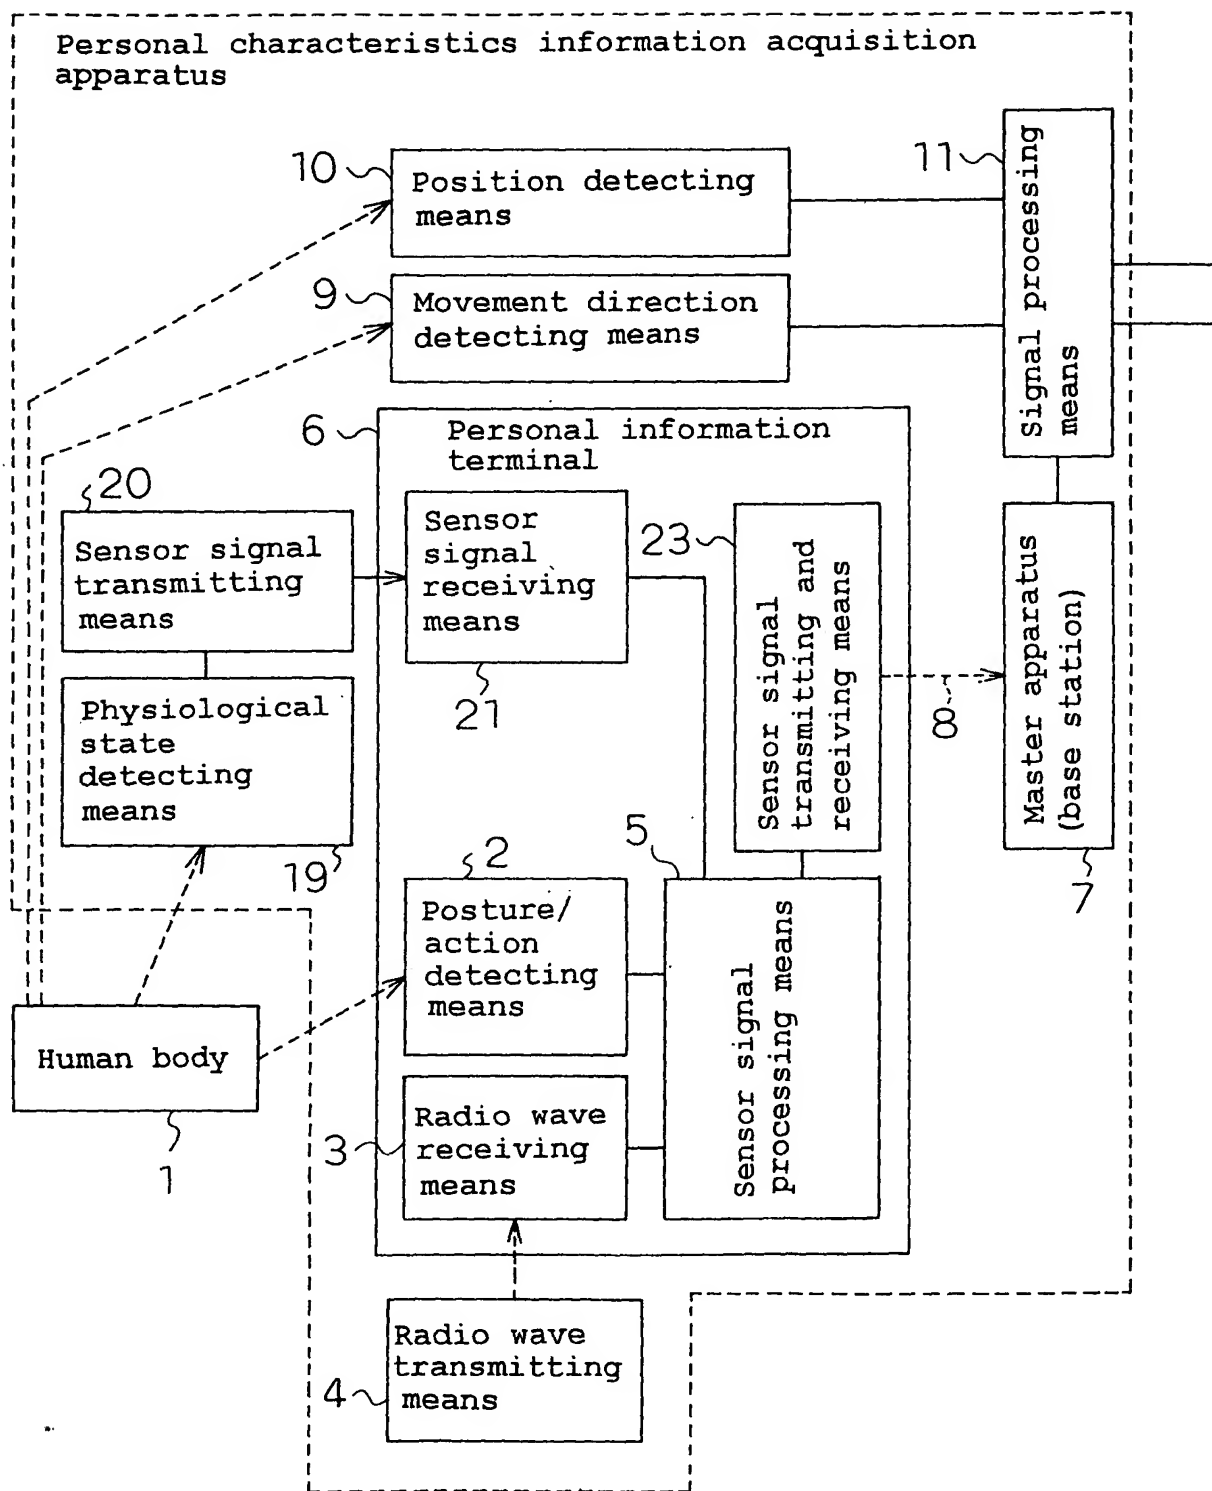 Personal characteristics information acquisition
apparatus
10
Position detecting
means
11
Signal processing
means
9
Movement direction
detecting means
6
Personal information
terminal
20
Sensor signal
transmitting
means
Sensor
signal
receiving
means
21
23
Sensor signal
transmitting and
receiving means
8
Master apparatus
(base station)
7
Physiological
state
detecting
means
19
2
Posture/
action
detecting
means
5
Sensor signal
processing means
Human body
1
3
Radio wave
receiving
means
Radio wave
transmitting
means
4